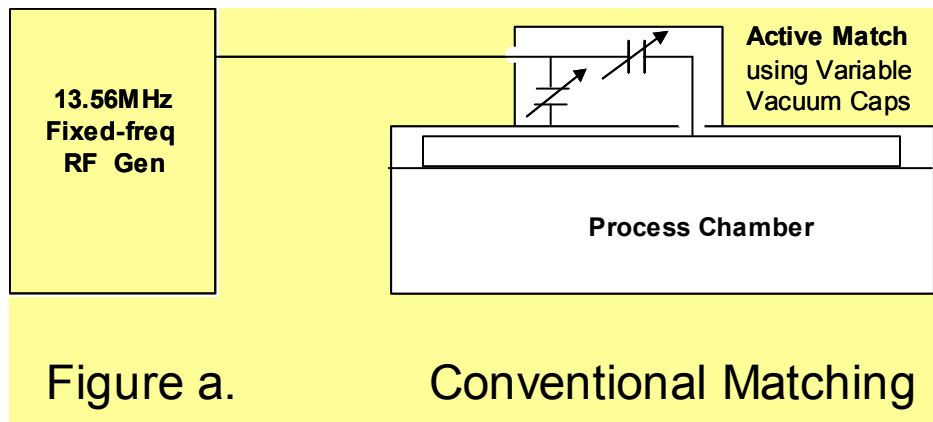 13.56MHz
Fixed-freq
RF Gen
Active Match
using Variable
Vacuum Caps
Process Chamber
Figure a.
Conventional Matching